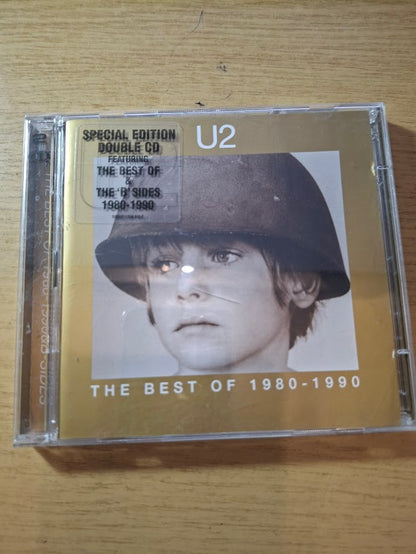 SPECIAL EDITION
DOUBLE CD
FEATURING
THE BEST OF
&
THE 'B' SIDES
1980-1990
U2
THE BEST OF 1980-1990